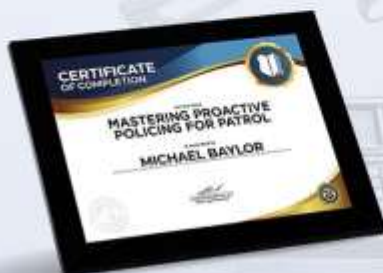 CERTIFICATE
OF COMPLETION
MASTERING PROACTIVE
POLICING FOR PATROL
MICHAEL BAYLOR